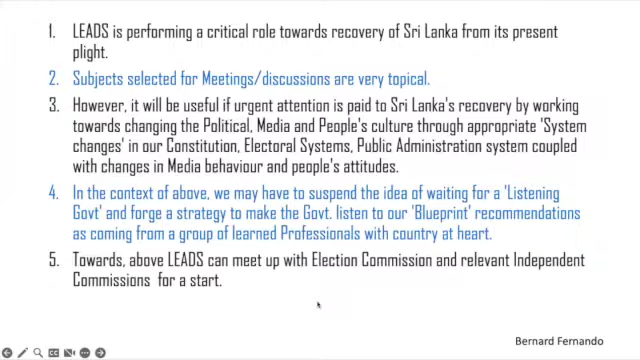 1. LEADS is performing a critical role towards recovery of Sri Lanka from its present
plight.
2. Subjects selected for Meetings/discussions are very topical.
3. However, it will be useful if urgent attention is paid to Sri Lanka's recovery by working
towards changing the Political, Media and People's culture through appropriate 'System
changes' in our Constitution, Electoral Systems, Public Administration system coupled
with changes in Media behaviour and people's attitudes.
4. In the context of above, we may have to suspend the idea of waiting for a 'Listening
Govt' and forge a strategy to make the Govt. listen to our 'Blueprint' recommendations
as coming from a group of learned Professionals with country at heart.
5. Towards, above LEADS can meet up with Election Commission and relevant Independent
Commissions for a start.
Bernard Fernando